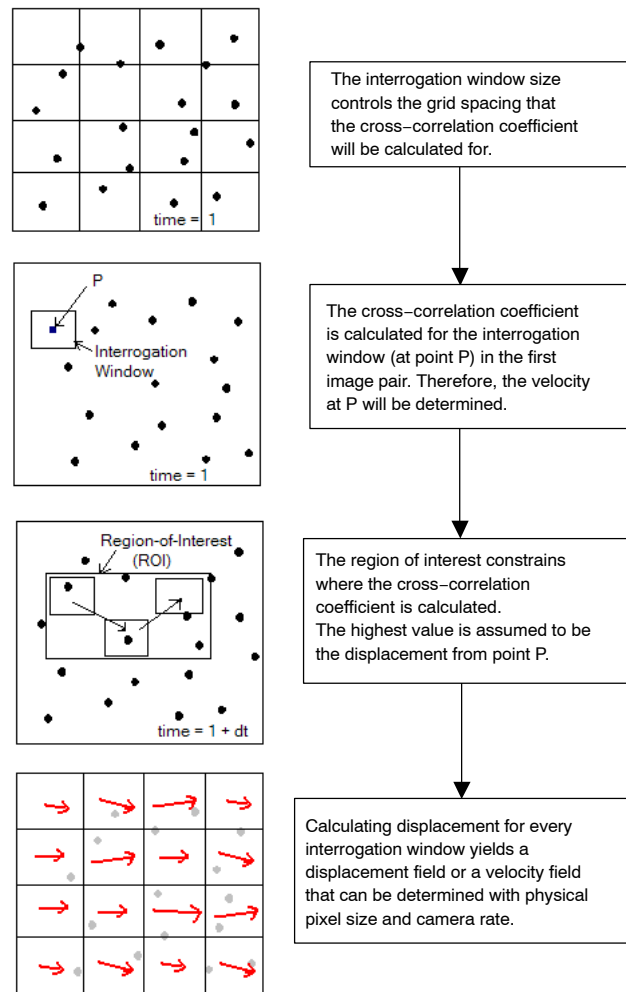 time = 1
The interrogation window size
controls the grid spacing that
the cross−correlation coefficient
will be calculated for.
P
Interrogation
Window
time = 1
The cross−correlation coefficient
is calculated for the interrogation
window (at point P) in the first
image pair. Therefore, the velocity
at P will be determined.
Region-of-Interest
(ROI)
time = 1 + dt
The region of interest constrains
where the cross−correlation
coefficient is calculated.
The highest value is assumed to be
the displacement from point P.
Calculating displacement for every
interrogation window yields a
displacement field or a velocity field
that can be determined with physical
pixel size and camera rate.